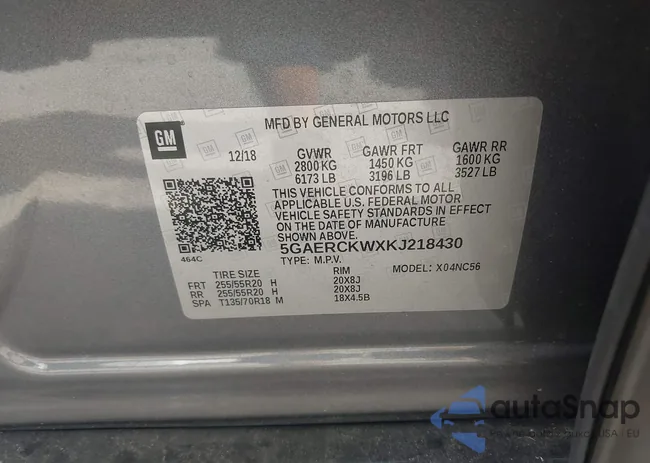 MFD BY GENERAL MOTORS LLC
GM
12/18 GVWR GAWR FRT GAWR RR
2800KG 1450 KG 1600 KG
6173 LB 3196 LB 3527 LB
THIS VEHICLE CONFORMS TO ALL
APPLICABLE U.S. FEDERAL MOTOR
VEHICLE SAFETY STANDARDS IN EFFECT
ON THE DATE OF MANUFACTURE
SHOWN ABOVE.
464C
5GAERCKWXKJ218430
TYPE: M.P.V. MODEL: X04NC56
TIRE SIZE RIM
FRT 255/55R20 H 20X8J
RR 255/55R20 H 20X8J
SPA T135/70R18 M 18X4.5B
autoSnap
USA EU